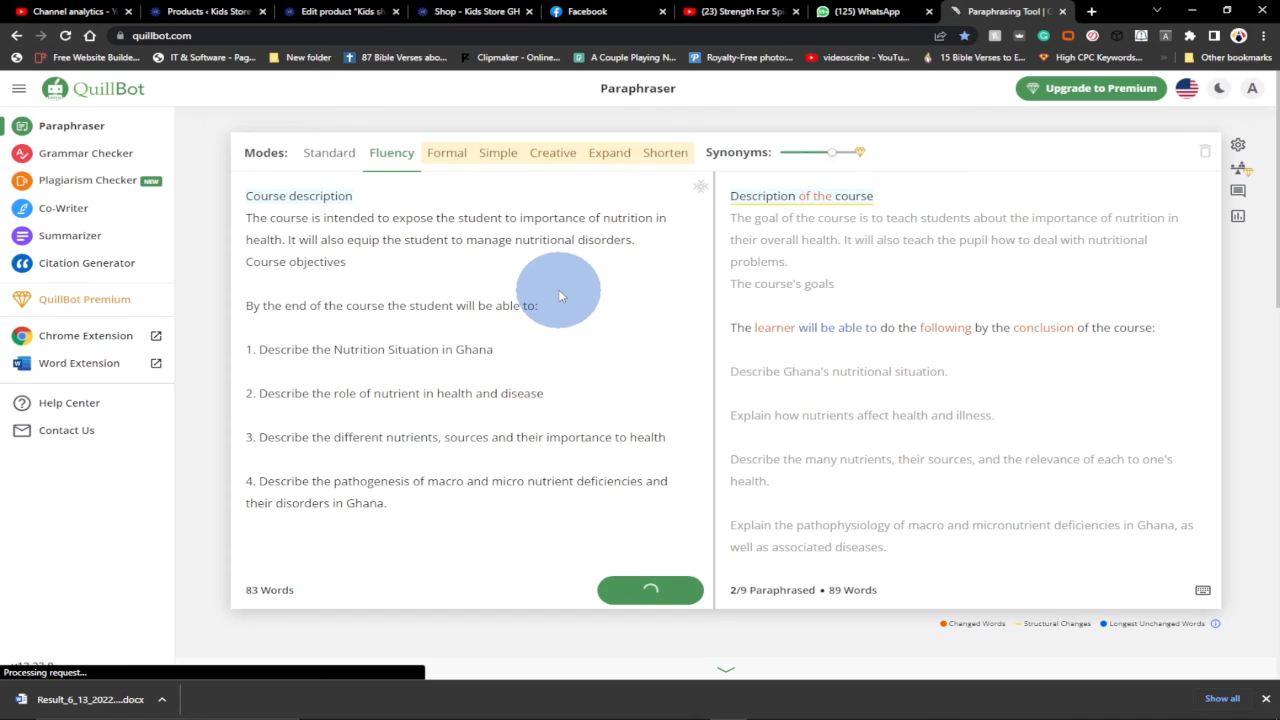 Channel analytics - Y
Products ‹ Kids Store
Edit product "Kids sh
Shop - Kids Store GH
Facebook
(23) Strength For Sp
(125) WhatsApp
Paraphrasing Tool | C
quillbot.com
Free Website Builde...
IT & Software - Pag...
New folder
87 Bible Verses abo...
Clipmaker - Online...
A Couple Playing N...
Royalty-Free photo:...
videoscribe - YouTu...
15 Bible Verses to E...
High CPC Keywords...
»
Other bookmarks
QuillBot
Paraphraser
Upgrade to Premium
A
Paraphraser
Grammar Checker
Plagiarism Checker NEW
Co-Writer
Summarizer
Citation Generator
QuillBot Premium
Chrome Extension
Word Extension
Help Center
Contact Us
Modes: Standard Fluency Formal Simple Creative Expand Shorten Synonyms:
Course description
The course is intended to expose the student to importance of nutrition in
health. It will also equip the student to manage nutritional disorders.
Course objectives
By the end of the course the student will be able to:
1. Describe the Nutrition Situation in Ghana
2. Describe the role of nutrient in health and disease
3. Describe the different nutrients, sources and their importance to health
4. Describe the pathogenesis of macro and micro nutrient deficiencies and
their disorders in Ghana.
83 Words
Description of the course
The goal of the course is to teach students about the importance of nutrition in
their overall health. It will also teach the pupil how to deal with nutritional
problems.
The course's goals
The learner will be able to do the following by the conclusion of the course:
Describe Ghana's nutritional situation.
Explain how nutrients affect health and illness.
Describe the many nutrients, their sources, and the relevance of each to one's
health.
Explain the pathophysiology of macro and micronutrient deficiencies in Ghana, as
well as associated diseases.
2/9 Paraphrased • 89 Words
Changed Words
Structural Changes
Longest Unchanged Words
Processing request...
Result_6_13_2022....docx
Show all